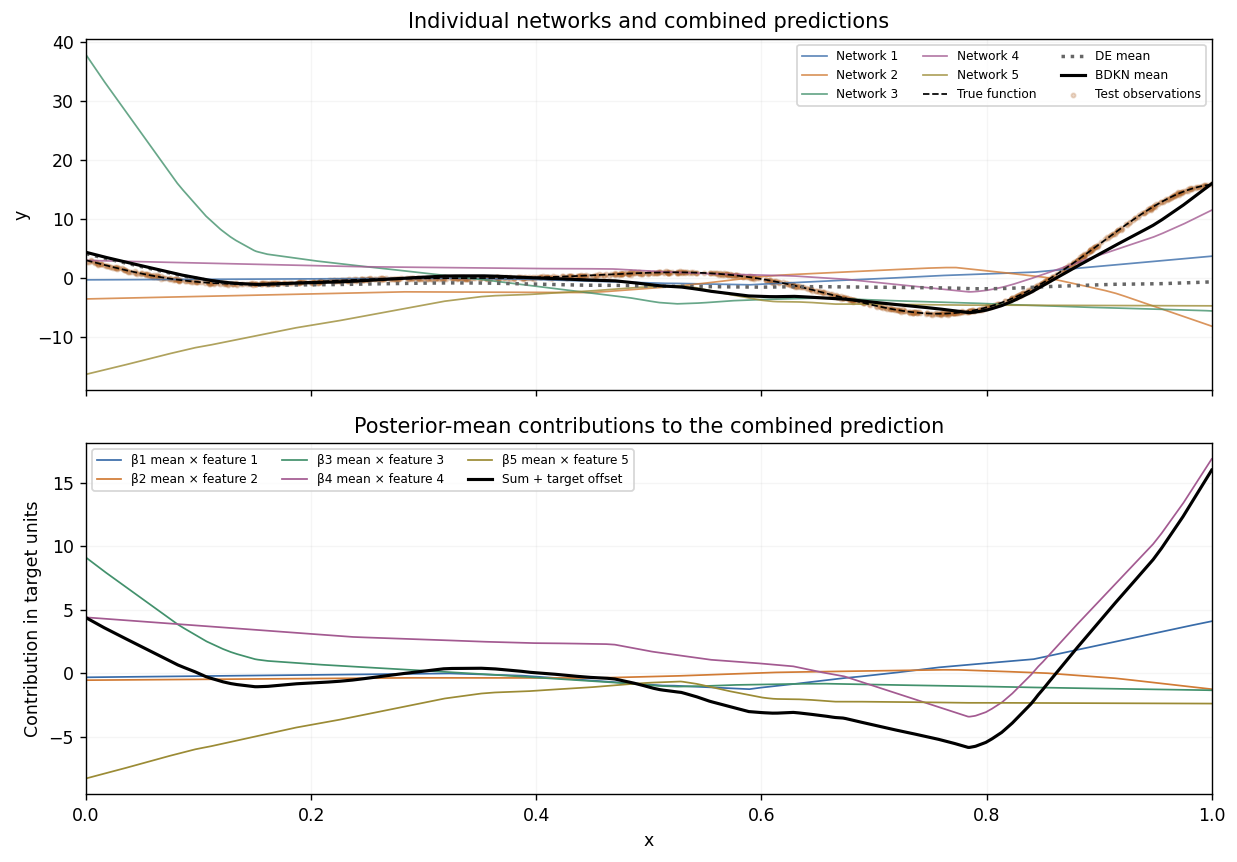 Individual networks and combined predictions
40
30
20
10
0
−10
y
Network 1
Network 2
Network 3
Network 4
Network 5
True function
DE mean
BDKN mean
Test observations
Posterior-mean contributions to the combined prediction
15
10
5
0
−5
Contribution in target units
β1 mean × feature 1
β2 mean × feature 2
β3 mean × feature 3
β4 mean × feature 4
β5 mean × feature 5
Sum + target offset
0.0
0.2
0.4
0.6
0.8
1.0
x